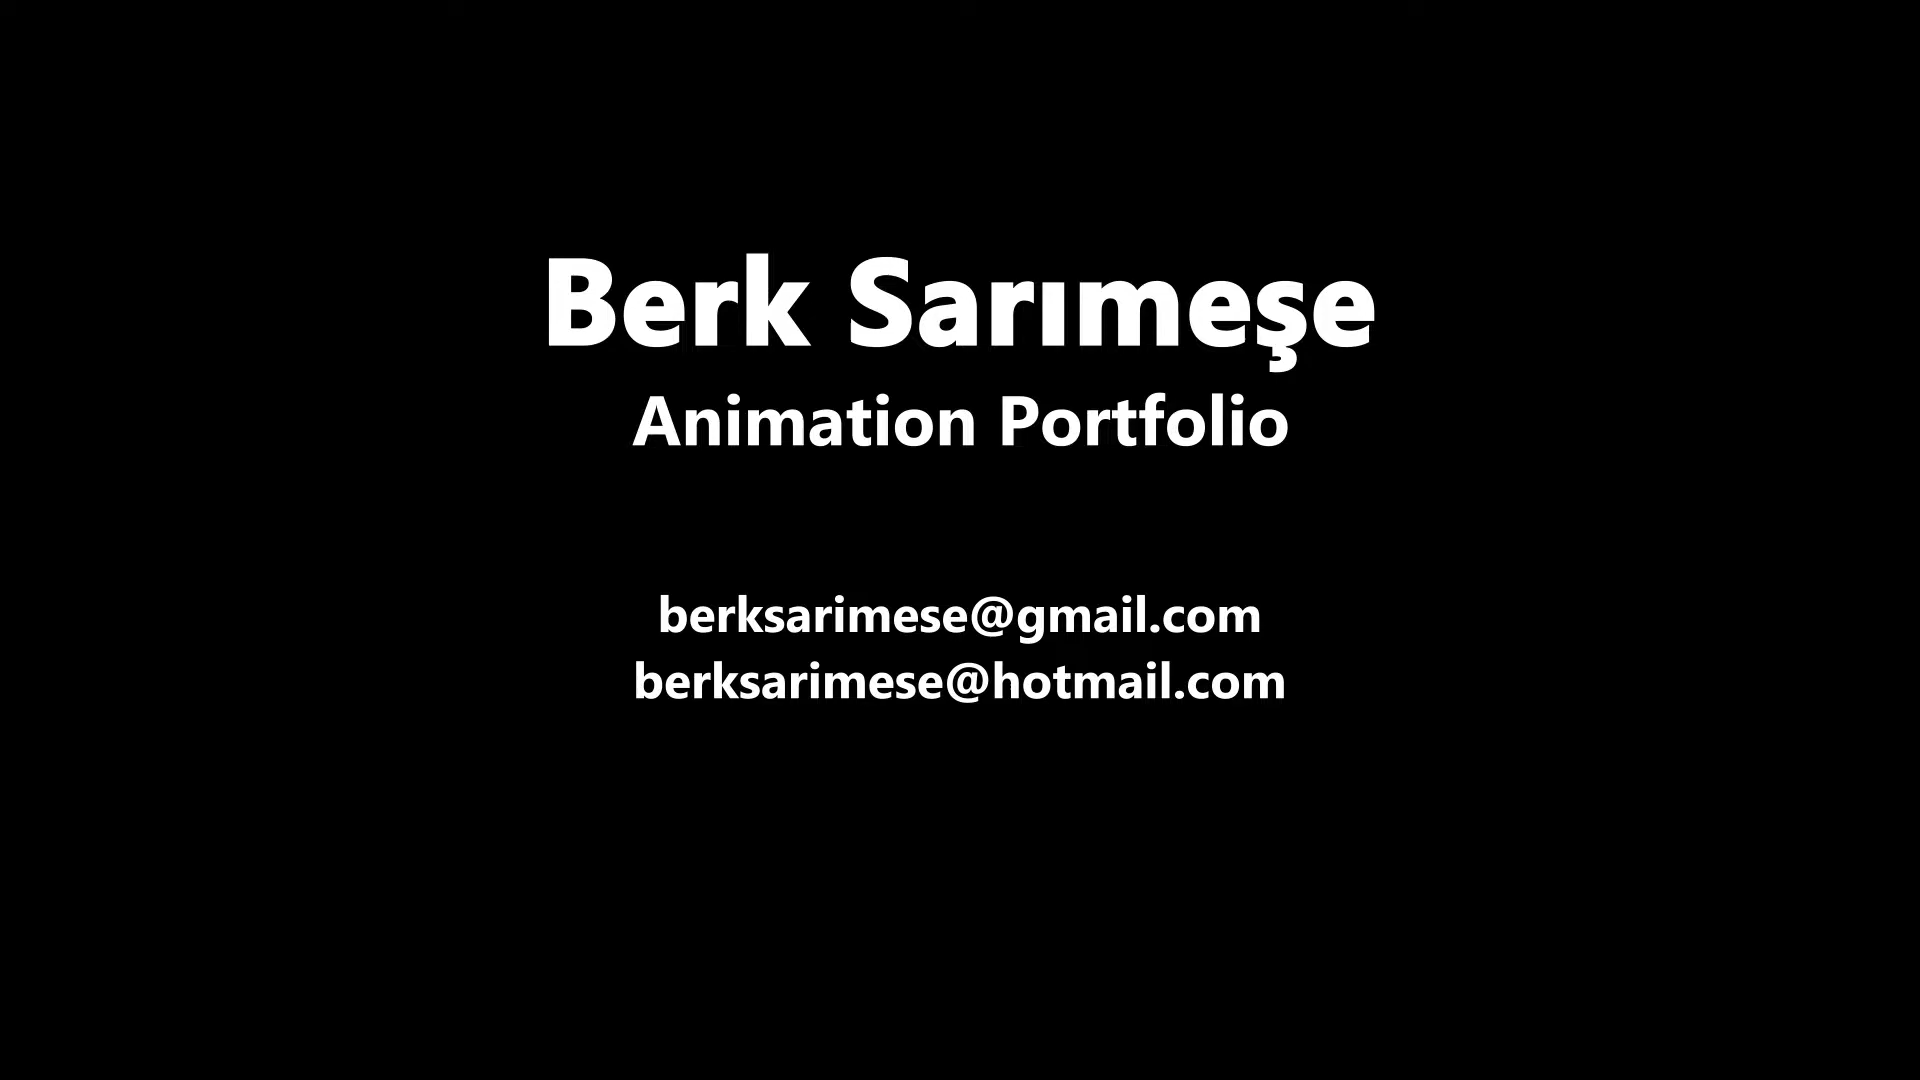 Berk Sarımeşe
Animation Portfolio
berksarimese@gmail.com
berksarimese@hotmail.com